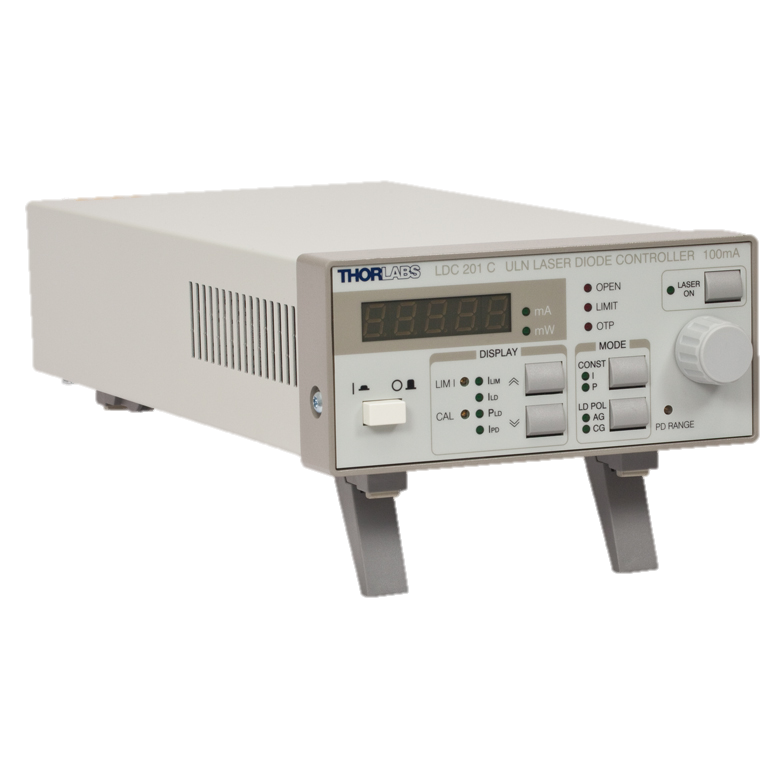 THORLABS LDC 201 C ULN LASER DIODE CONTROLLER 100mA
mA
mW
OPEN
LIMIT
OTP
LASER
ON
DISPLAY
LIM I
CAL
ILIM
ILD
PLD
IPD
MODE
CONST
I
P
LD POL
AG
CG
PD RANGE
I
O